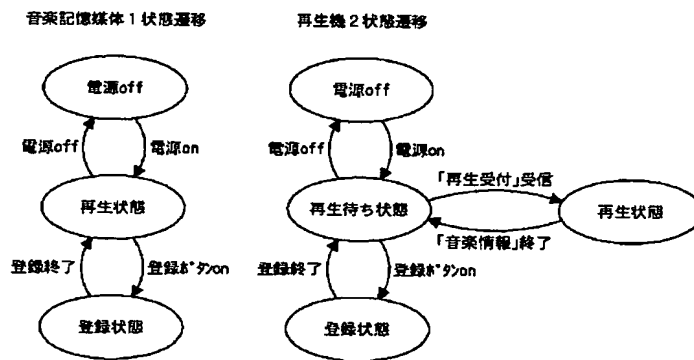 音楽記憶媒体1状態遷移
再生機2状態遷移
電源off
電源off
電源on
再生状態
登録終了
登録ボタンon
登録状態
電源off
電源off
電源on
再生待ち状態
「再生受付」受信
「音楽情報」終了
再生状態
登録終了
登録ボタンon
登録状態